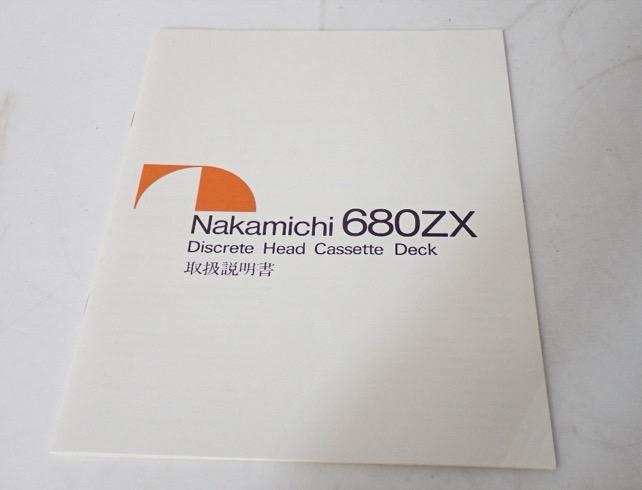 Nakamichi 680ZX
Discrete Head Cassette Deck
取扱説明書